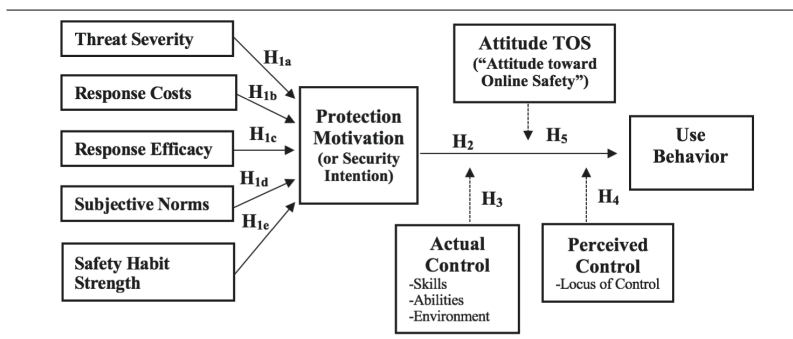 Threat Severity
H1a
Response Costs
H1b
Response Efficacy
H1c
Subjective Norms
H1d
Safety Habit
Strength
H1e
Protection
Motivation
(or Security
Intention)
H2
Attitude TOS
(“Attitude toward
Online Safety”)
H5
Use
Behavior
H3
H4
Actual
Control
-Skills
-Abilities
-Environment
Perceived
Control
-Locus of Control